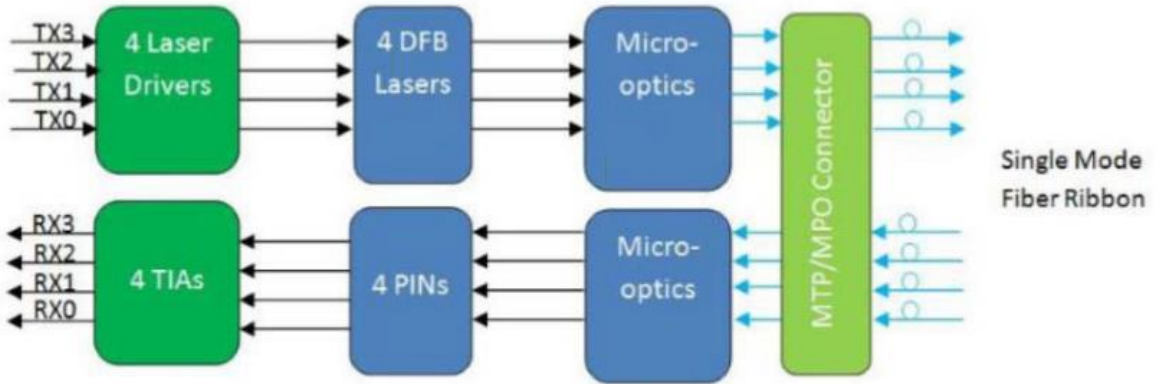 TX3
TX2
TX1
TX0
4 Laser
Drivers
4 DFB
Lasers
Micro-
optics
MTP/MPO Connector
Single Mode
Fiber Ribbon
RX3
RX2
RX1
RX0
4 TIAs
4 PINs
Micro-
optics